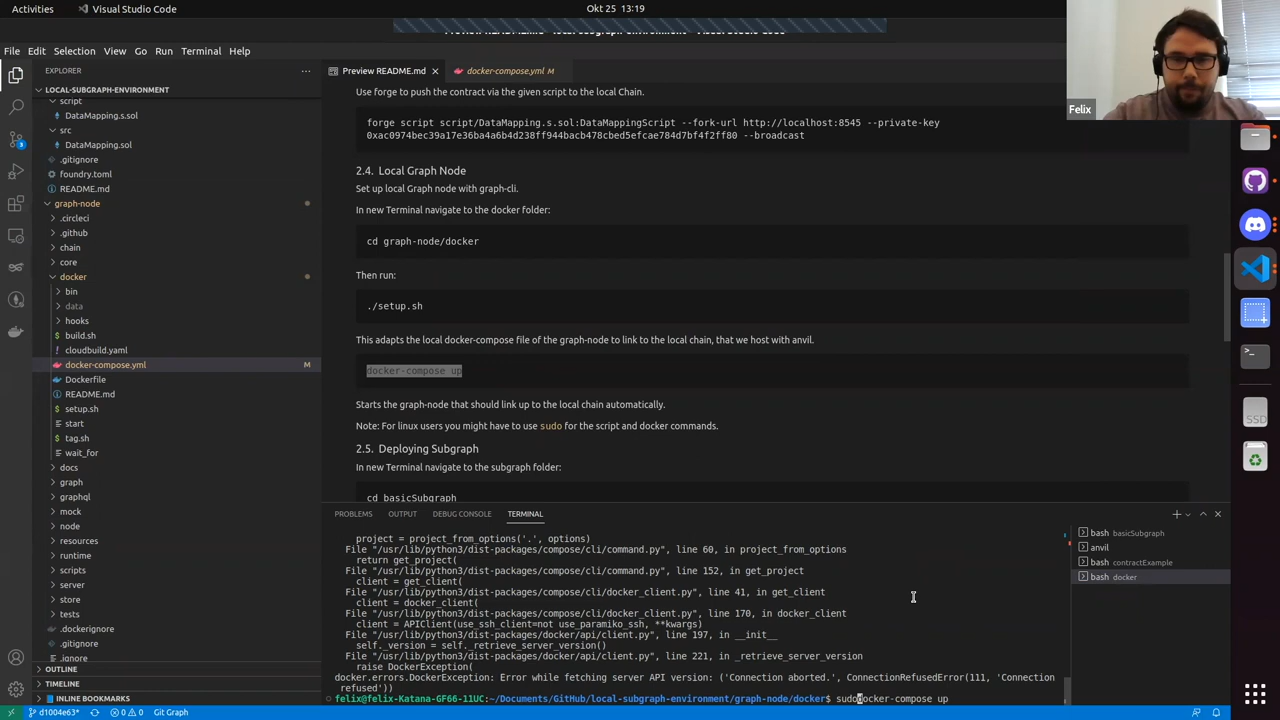 Activities
Visual Studio Code
Okt 25 13:19
File Edit Selection View Go Run Terminal Help
EXPLORER
LOCAL-SUBGRAPH-ENVIRONMENT
script
DataMapping.s.sol
src
DataMapping.sol
.gitignore
foundry.toml
README.md
graph-node
.circleci
.github
chain
core
docker
bin
data
hooks
build.sh
cloudbuild.yaml
docker-compose.yml M
Dockerfile
README.md
setup.sh
start
tag.sh
wait_for
docs
graph
graphql
mock
node
resources
runtime
scripts
server
store
tests
.dockerignore
.gitignore
.ignore
OUTLINE
TIMELINE
INLINE BOOKMARKS
Preview README.md
docker-compose.yml M
Use forge to push the contract via the given script to the local Chain.
forge script script/DataMapping.s.sol:DataMappingScript --fork-url http://localhost:8545 --private-key
0xac0974bec39a17e36ba4a6b4d238ff944bacb478cbed5efcae784d7bf4f2ff80 --broadcast
2.4. Local Graph Node
Set up local Graph node with graph-cli.
In new Terminal navigate to the docker folder:
cd graph-node/docker
Then run:
./setup.sh
This adapts the local docker-compose file of the graph-node to link to the local chain, that we host with anvil.
docker-compose up
Starts the graph-node that should link up to the local chain automatically.
Note: For linux users you might have to use sudo for the script and docker commands.
2.5. Deploying Subgraph
In new Terminal navigate to the subgraph folder:
cd basicSubgraph
PROBLEMS OUTPUT DEBUG CONSOLE TERMINAL
project = project_from_options('.', options)
File "/usr/lib/python3/dist-packages/compose/cli/command.py", line 60, in project_from_options
return get_project(
File "/usr/lib/python3/dist-packages/compose/cli/command.py", line 152, in get_project
client = get_client(
File "/usr/lib/python3/dist-packages/compose/cli/docker_client.py", line 41, in get_client
client = docker_client(
File "/usr/lib/python3/dist-packages/compose/cli/docker_client.py", line 170, in docker_client
client = APIClient(use_ssh_client=not use_paramiko_ssh, **kwargs)
File "/usr/lib/python3/dist-packages/docker/api/client.py", line 197, in __init__
self._version = self._retrieve_server_version()
File "/usr/lib/python3/dist-packages/docker/api/client.py", line 221, in _retrieve_server_version
raise DockerException(
docker.errors.DockerException: Error while fetching server API version: ('Connection aborted.', ConnectionRefusedError(111, 'Connection
refused'))
felix@felix-Katana-GF66-11UC:~/Documents/GitHub/local-subgraph-environment/graph-node/docker$ sudodocker-compose up
bash basicSubgraph
anvil
bash contractExample
bash docker
Felix
SSD
3
d1004e63*
0 0
Git Graph